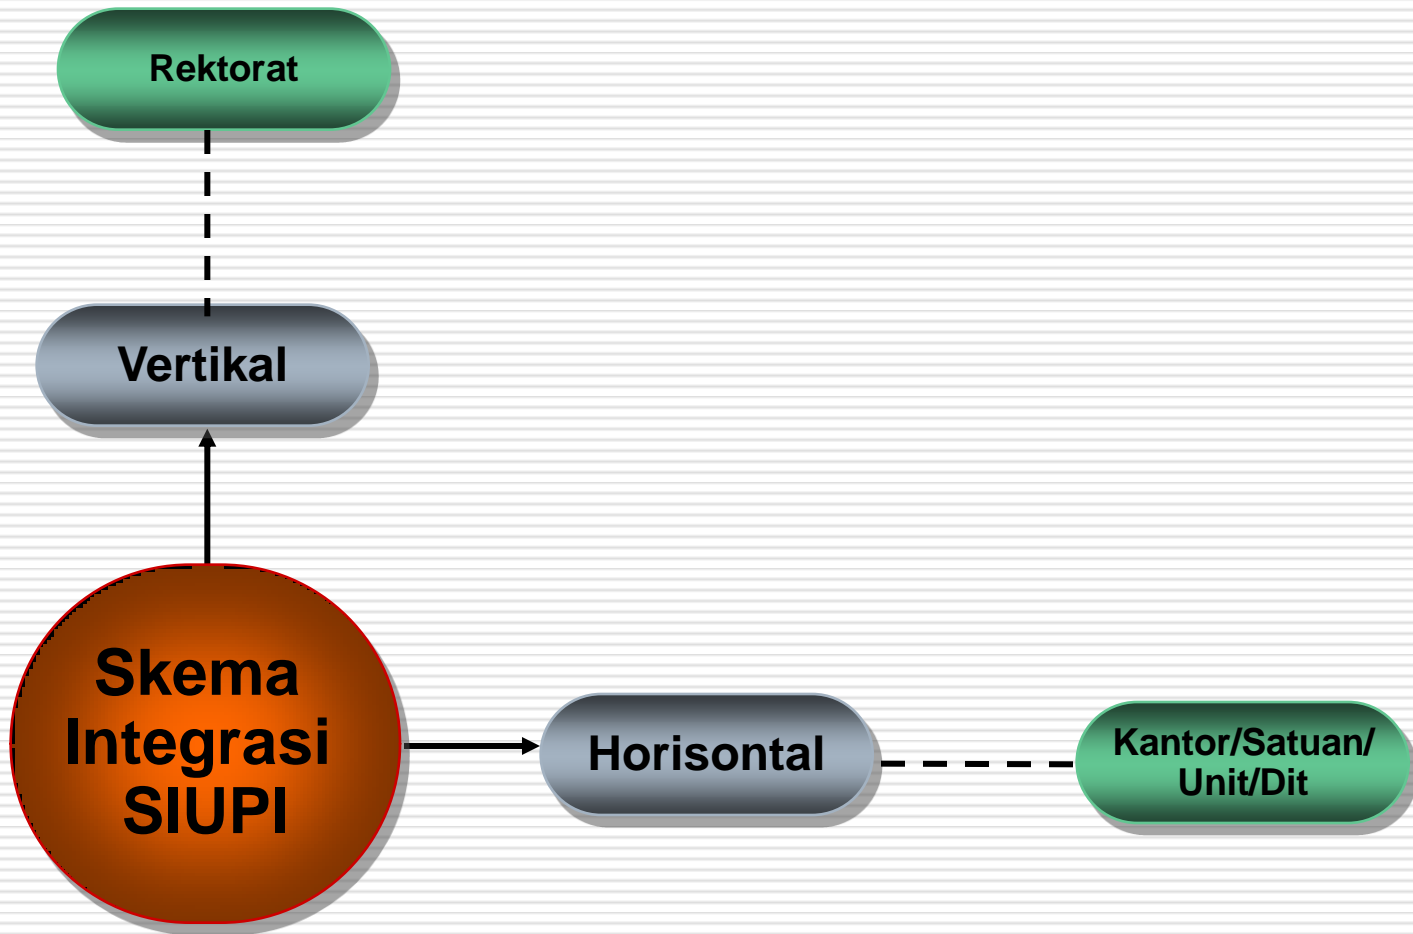 Rektorat
Vertikal
Skema
Integrasi
SIUPI
Horisontal
Kantor/Satuan/
Unit/Dit